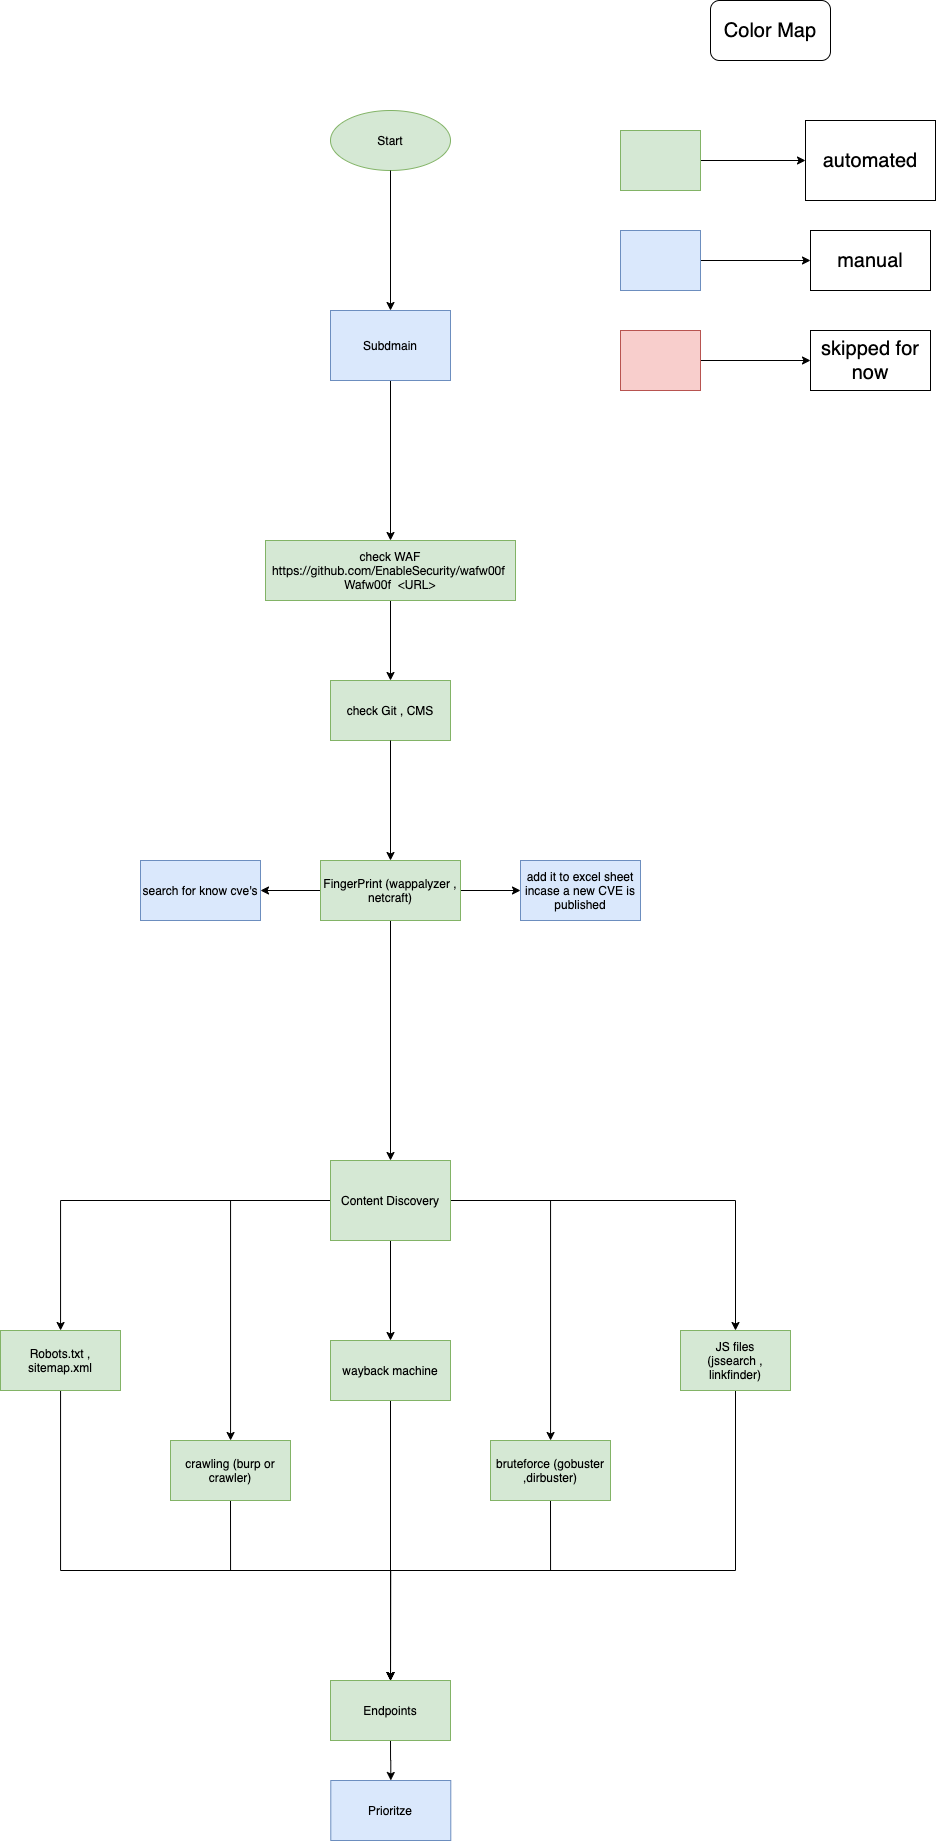 Color Map
Start
automated
manual
Subdmain
skipped for
now
check WAF
https://github.com/EnableSecurity/wafw00f
Wafw00f <URL>
check Git , CMS
search for know cve's
FingerPrint (wappalyzer ,
netcraft)
add it to excel sheet
incase a new CVE is
published
Content Discovery
Robots.txt ,
sitemap.xml
wayback machine
JS files
(jssearch ,
linkfinder)
crawling (burp or
crawler)
bruteforce (gobuster
,dirbuster)
Endpoints
Prioritze